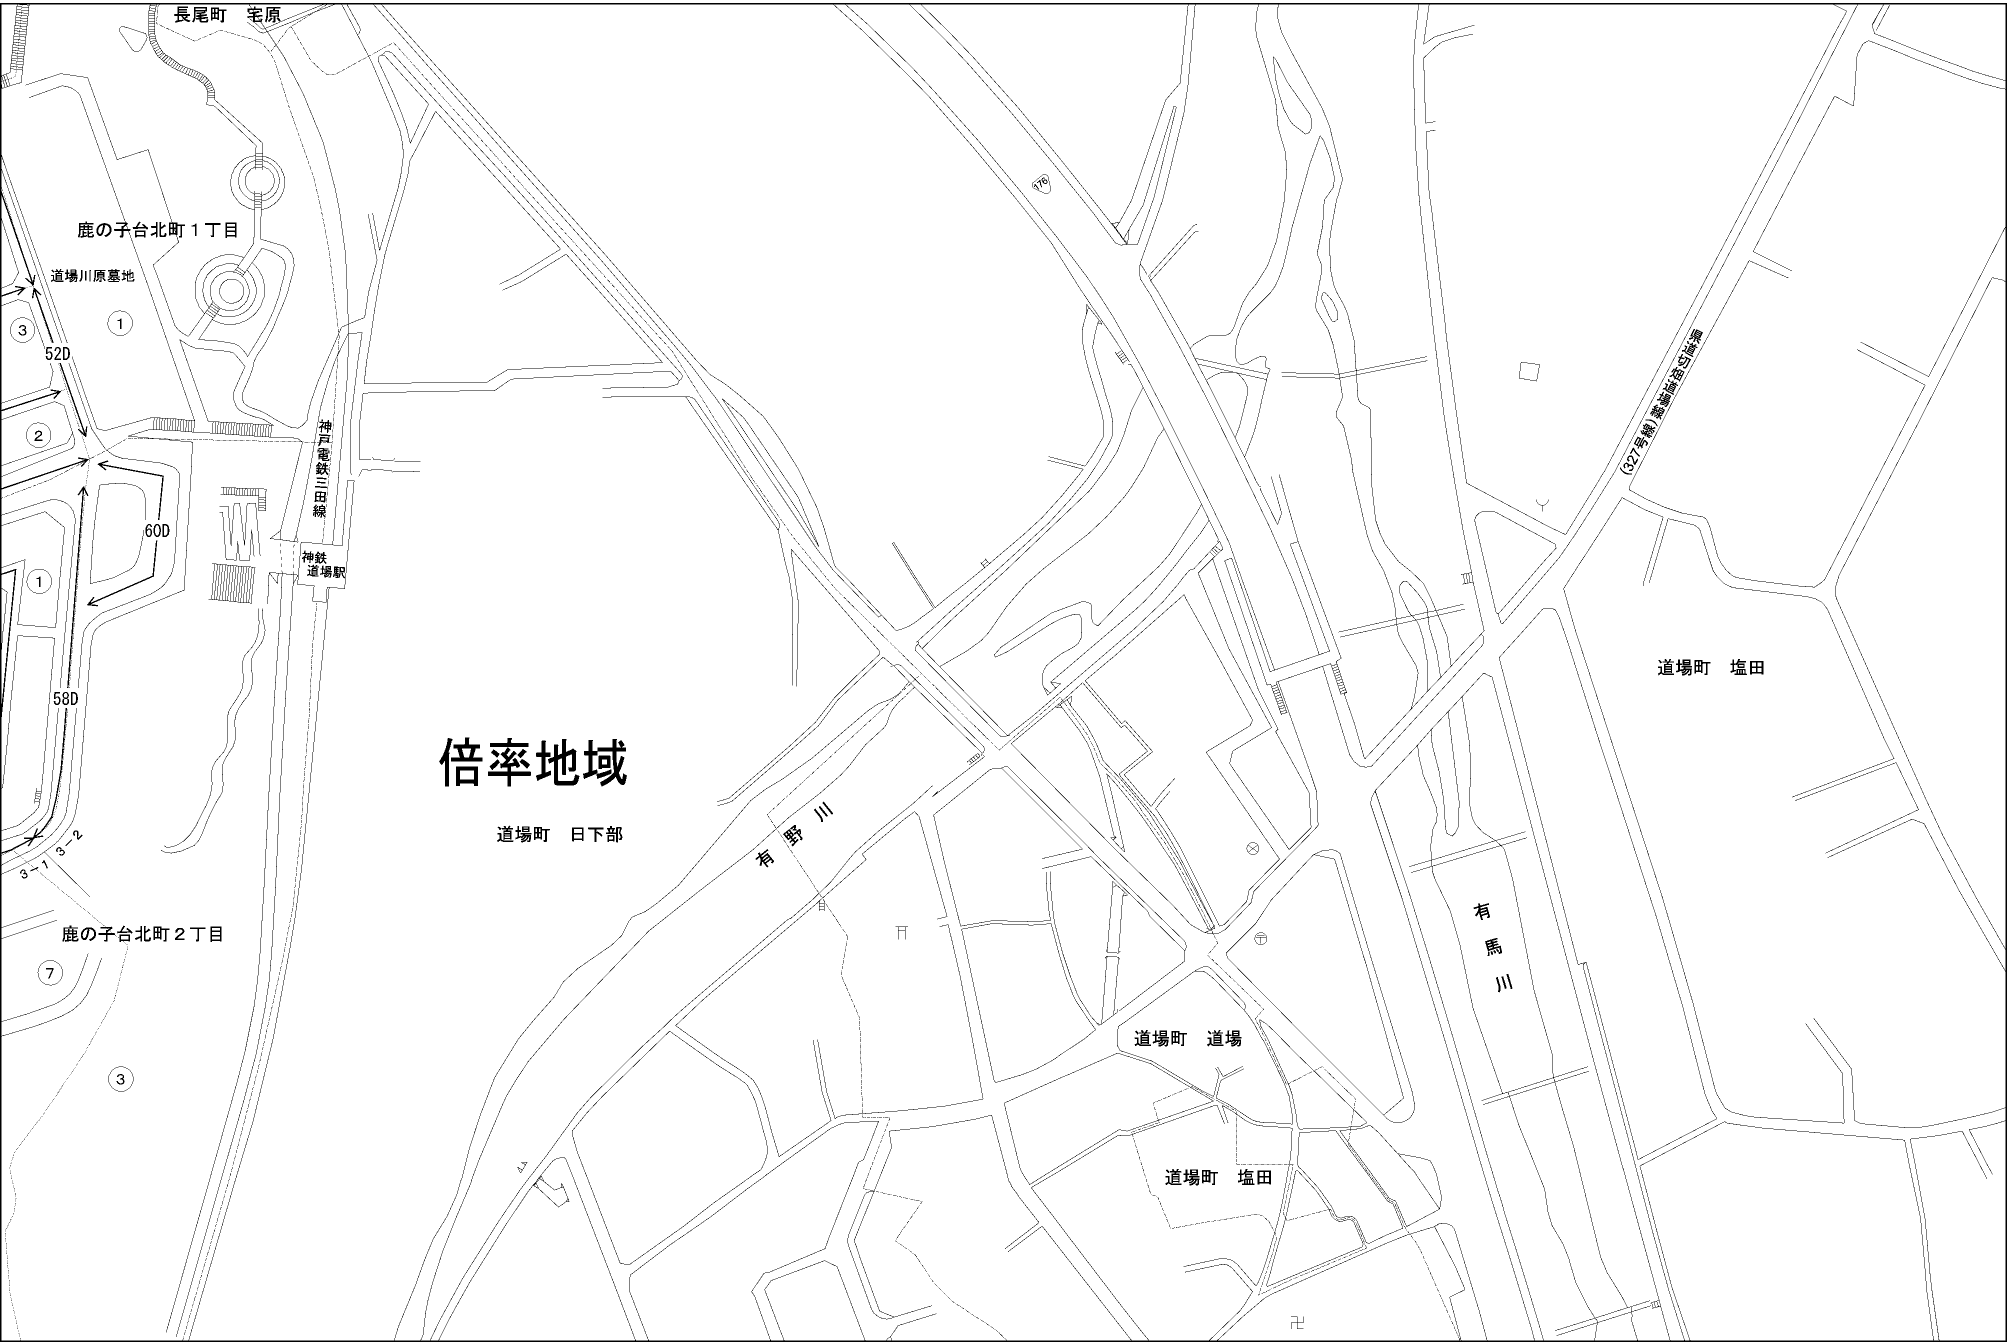 長尾町　宅原
176
鹿の子台北町１丁目
道場川原墓地
1
3
52D
県道切畑道場線
(327号線)
2
神戸電鉄三田線
60D
神鉄
道場駅
1
58D
道場町　塩田
倍率地域
道場町　日下部
有野川
3－1
3－2
鹿の子台北町２丁目
有馬川
7
道場町　道場
3
道場町　塩田